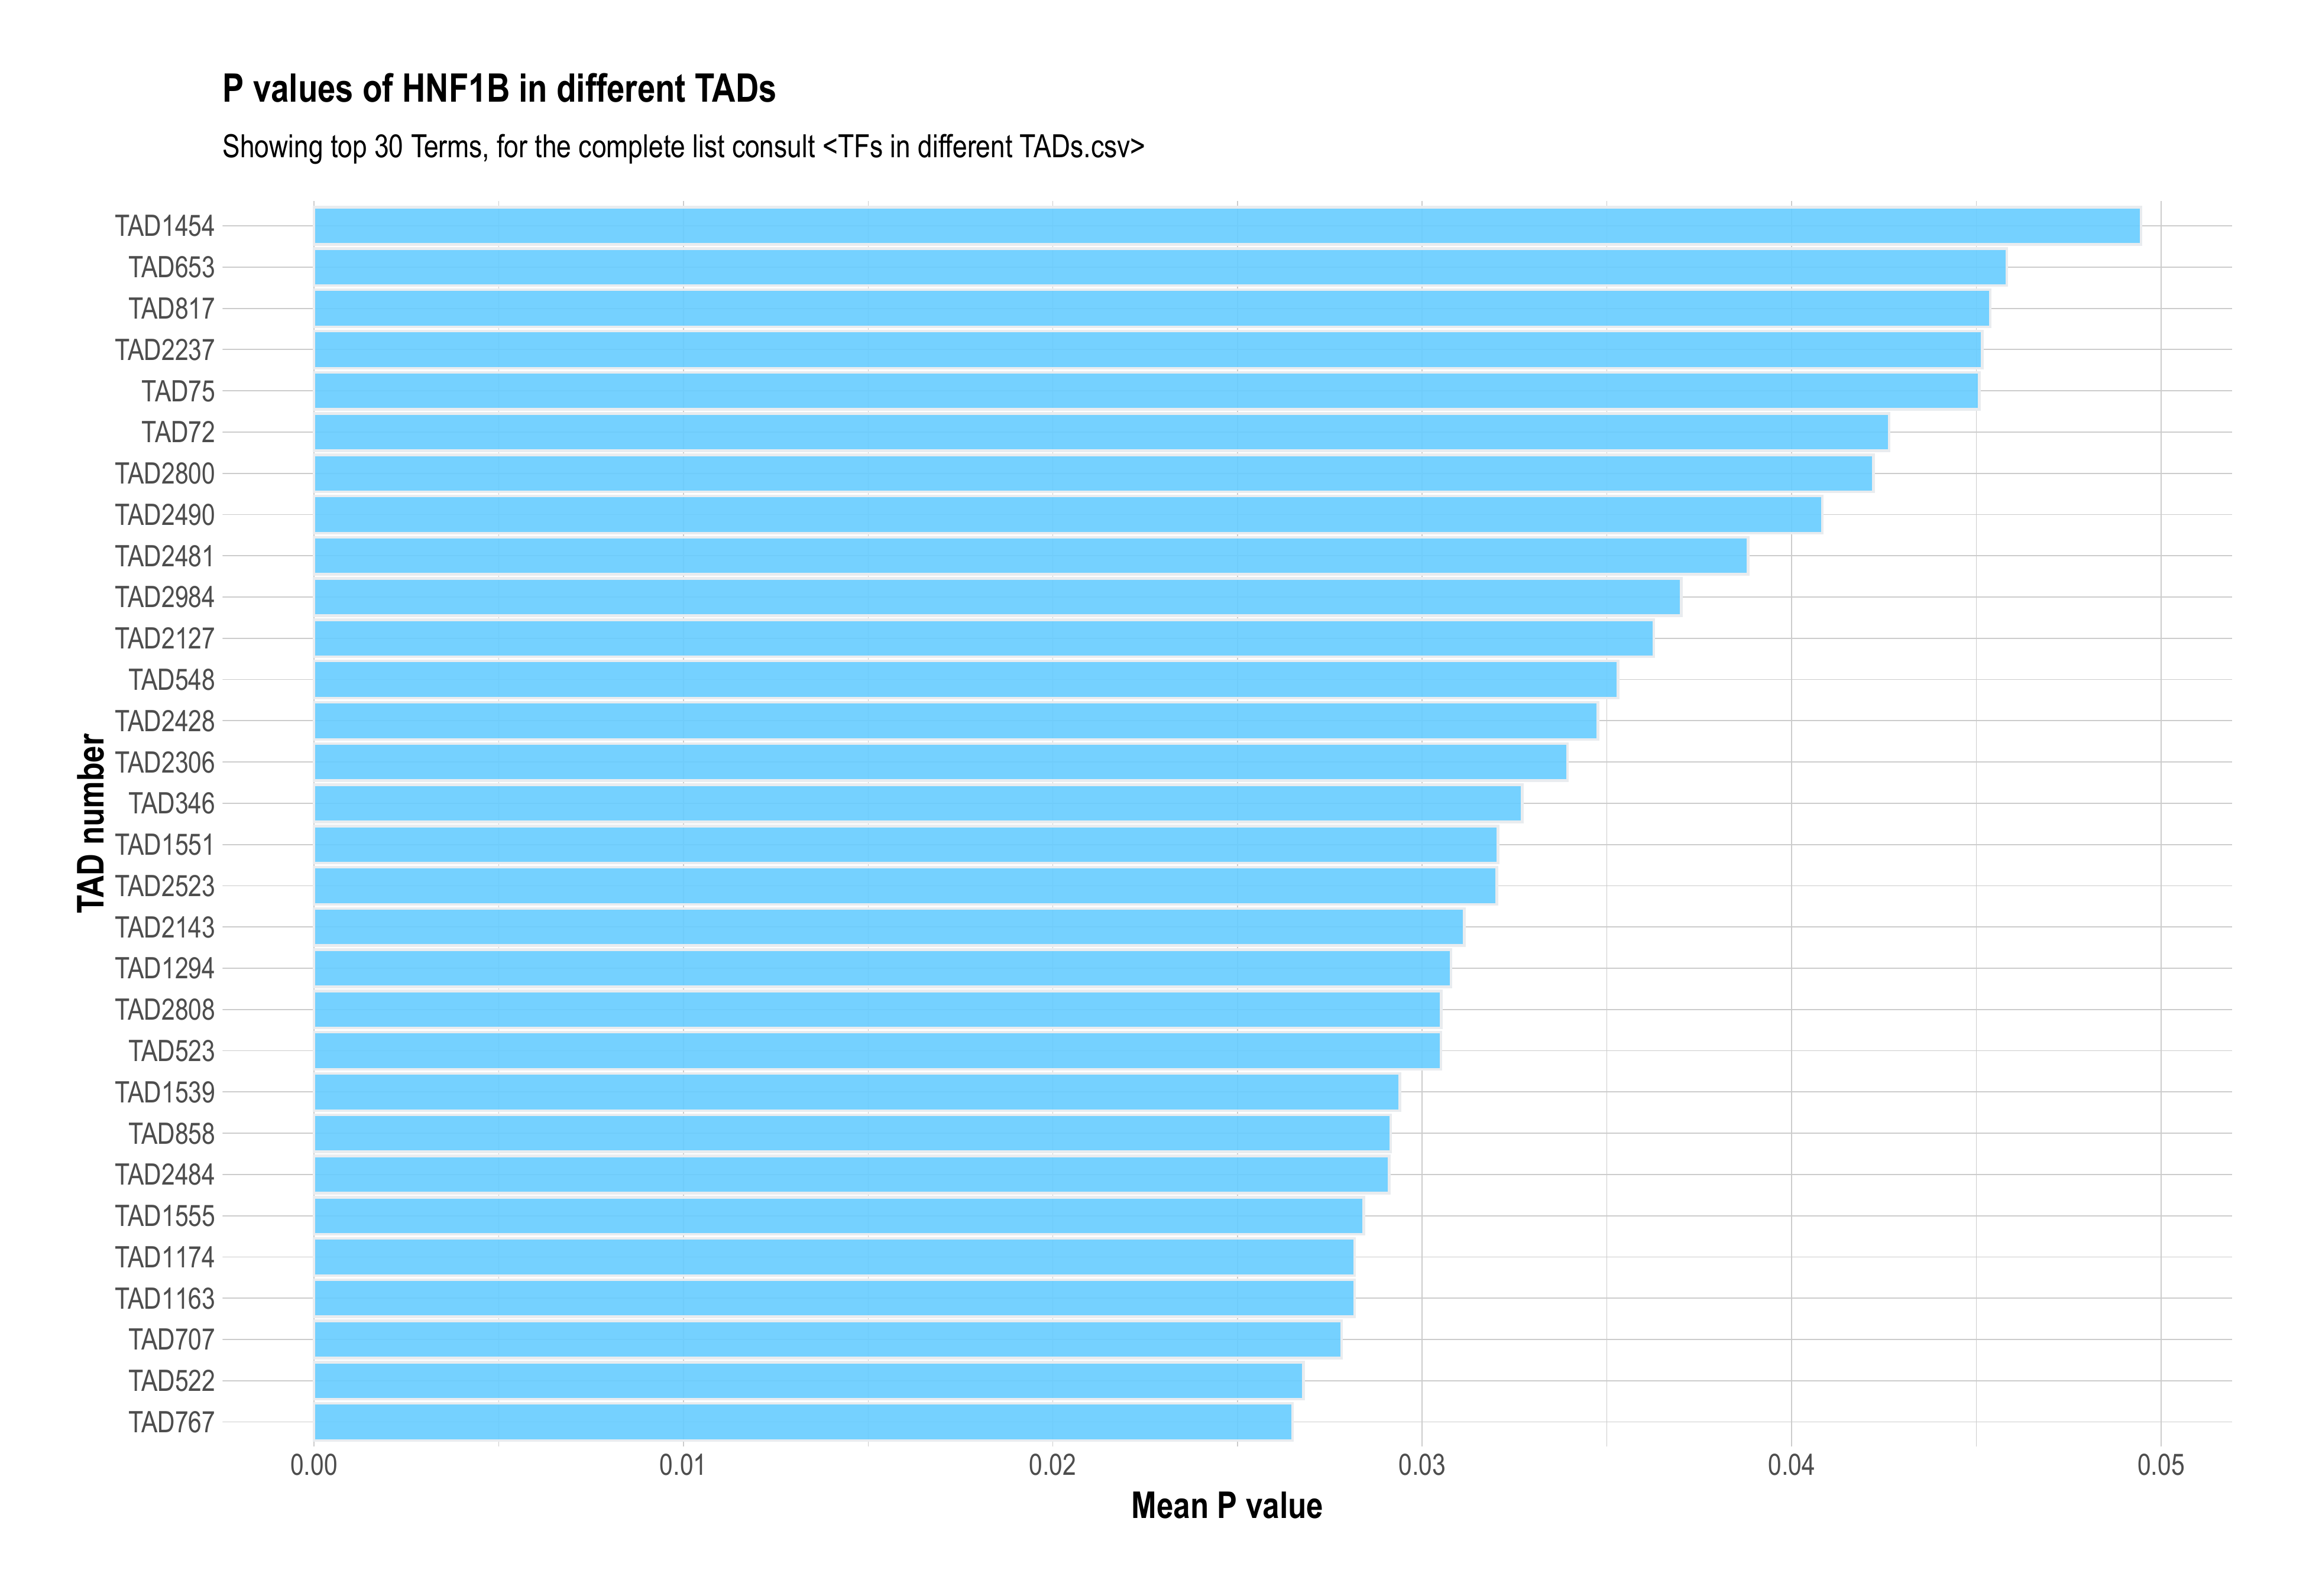 P values of HNF1B in different TADs
Showing top 30 Terms, for the complete list consult <TFs in different TADs.csv>
TAD number
TAD1454
TAD653
TAD817
TAD2237
TAD75
TAD72
TAD2800
TAD2490
TAD2481
TAD2984
TAD2127
TAD548
TAD2428
TAD2306
TAD346
TAD1551
TAD2523
TAD2143
TAD1294
TAD2808
TAD523
TAD1539
TAD858
TAD2484
TAD1555
TAD1174
TAD1163
TAD707
TAD522
TAD767
0.00 0.01 0.02 0.03 0.04 0.05
Mean P value